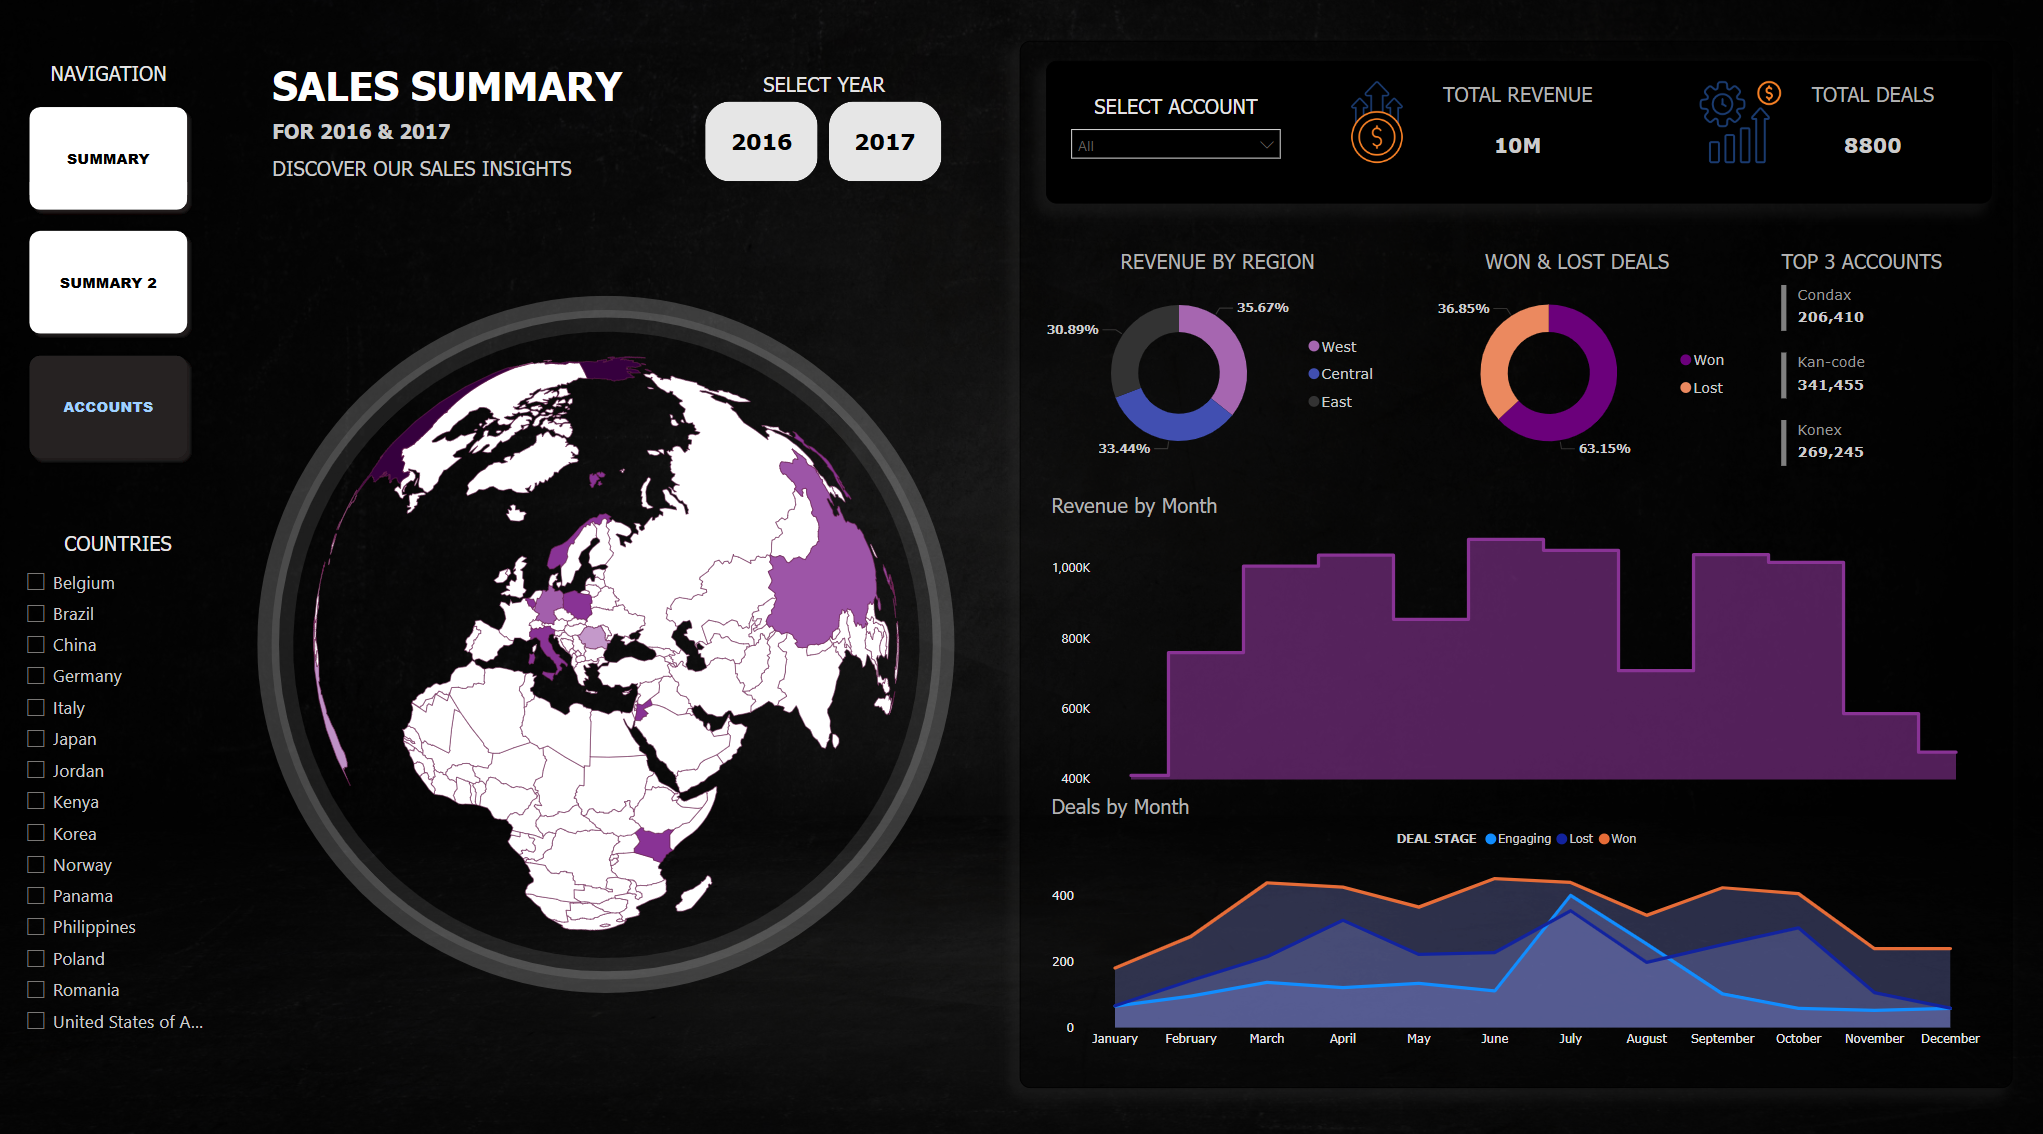 NAVIGATION
SUMMARY
SUMMARY 2
ACCOUNTS
COUNTRIES
Belgium
Brazil
China
Germany
Italy
Japan
Jordan
Kenya
Korea
Norway
Panama
Philippines
Poland
Romania
United States of A...
SALES SUMMARY
FOR 2016 & 2017
DISCOVER OUR SALES INSIGHTS
SELECT YEAR
2016 2017
SELECT ACCOUNT
All
TOTAL REVENUE
10M
TOTAL DEALS
8800
REVENUE BY REGION
35.67%
30.89%
33.44%
West
Central
East
WON & LOST DEALS
36.85%
63.15%
Won
Lost
TOP 3 ACCOUNTS
Condax
206,410
Kan-code
341,455
Konex
269,245
Revenue by Month
1,000K
800K
600K
400K
Deals by Month
DEAL STAGE Engaging Lost Won
400
200
0
January February March April May June July August September October November December